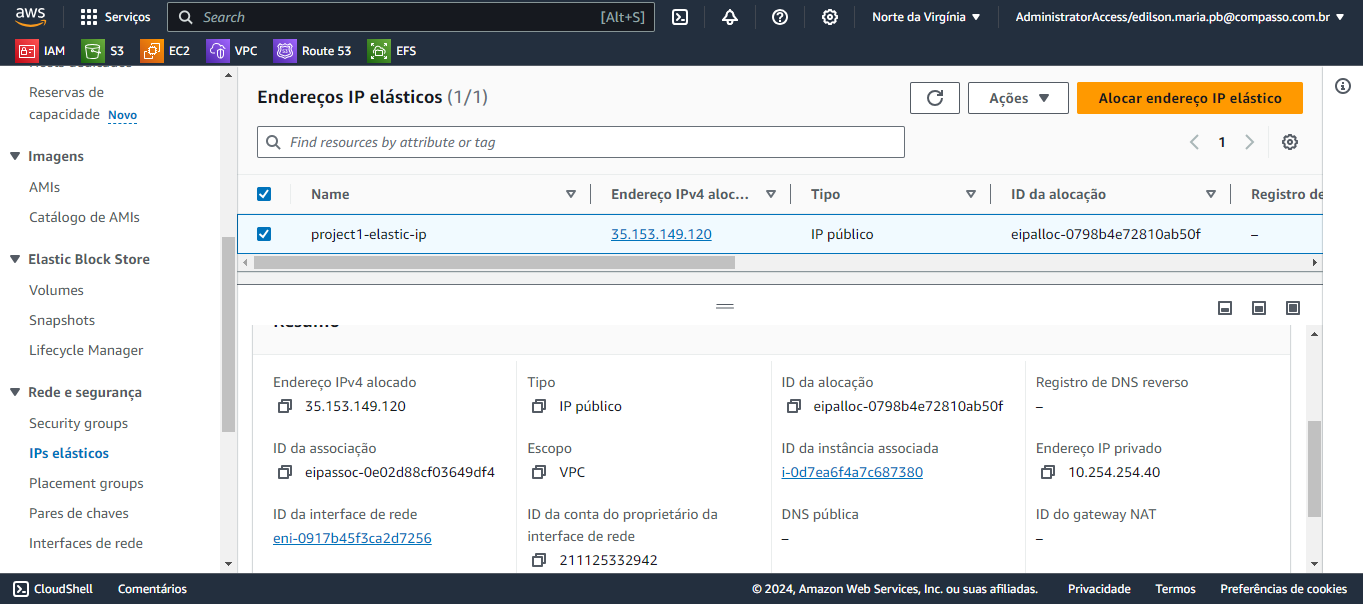 aws
Serviços
Search
[Alt+S]
Norte da Virgínia
AdministratorAccess/edilson.maria.pb@compasso.com.br
IAM
S3
EC2
VPC
Route 53
EFS
Reservas de
capacidade Novo
Imagens
AMIs
Catálogo de AMIs
Elastic Block Store
Volumes
Snapshots
Lifecycle Manager
Rede e segurança
Security groups
IPs elásticos
Placement groups
Pares de chaves
Interfaces de rede
Endereços IP elásticos (1/1)
Ações
Alocar endereço IP elástico
Find resources by attribute or tag
1
Name
Endereço IPv4 aloc...
Tipo
ID da alocação
Registro de
project1-elastic-ip
35.153.149.120
IP público
eipalloc-0798b4e72810ab50f
–
Resumo
Endereço IPv4 alocado
35.153.149.120
Tipo
IP público
ID da alocação
eipalloc-0798b4e72810ab50f
Registro de DNS reverso
–
ID da associação
eipassoc-0e02d88cf03649df4
Escopo
VPC
ID da instância associada
i-0d7ea6f4a7c687380
Endereço IP privado
10.254.254.40
ID da interface de rede
eni-0917b45f3ca2d7256
ID da conta do proprietário da
interface de rede
211125332942
DNS pública
–
ID do gateway NAT
–
CloudShell
Comentários
© 2024, Amazon Web Services, Inc. ou suas afiliadas.
Privacidade
Termos
Preferências de cookies